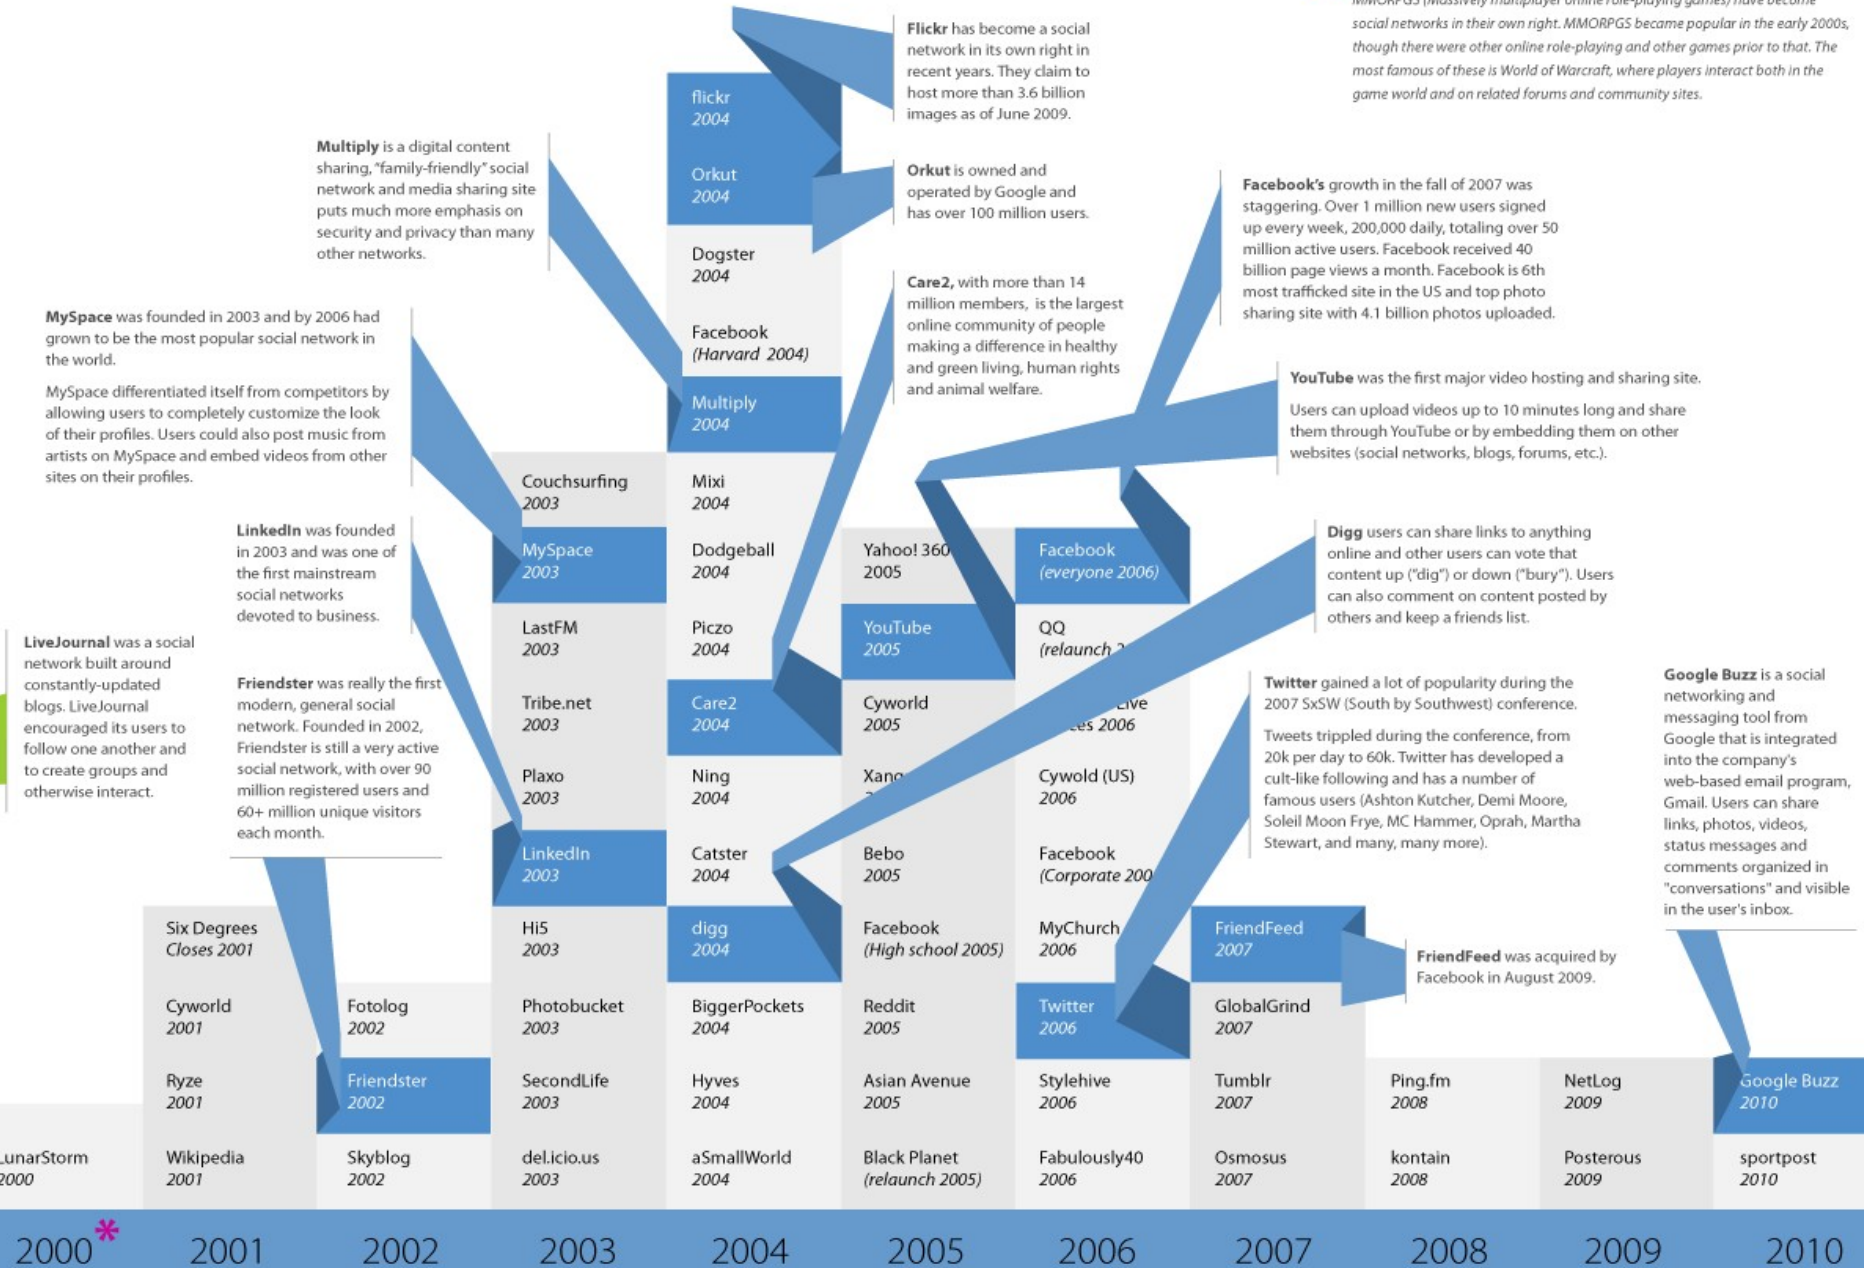 MMORPGS (Massively multiplayer online role-playing games) have become
social networks in their own right. MMORPGS became popular in the early 2000s,
though there were other online role-playing and other games prior to that. The
most famous of these is World of Warcraft, where players interact both in the
game world and on related forums and community sites.
Flickr has become a social
network in its own right in
recent years. They claim to
host more than 3.6 billion
images as of June 2009.
Multiply is a digital content
sharing, "family-friendly" social
network and media sharing site
puts much more emphasis on
security and privacy than many
other networks.
Orkut is owned and
operated by Google and
has over 100 million users.
Facebook's growth in the fall of 2007 was
staggering. Over 1 million new users signed
up every week, 200,000 daily, totaling over 50
million active users. Facebook received 40
billion page views a month. Facebook is 6th
most trafficked site in the US and top photo
sharing site with 4.1 billion photos uploaded.
Care2, with more than 14
million members, is the largest
online community of people
making a difference in healthy
and green living, human rights
and animal welfare.
MySpace was founded in 2003 and by 2006 had
grown to be the most popular social network in
the world.
MySpace differentiated itself from competitors by
allowing users to completely customize the look
of their profiles. Users could also post music from
artists on MySpace and embed videos from other
sites on their profiles.
YouTube was the first major video hosting and sharing site.
Users can upload videos up to 10 minutes long and share
them through YouTube or by embedding them on other
websites (social networks, blogs, forums, etc.).
LinkedIn was founded
in 2003 and was one of
the first mainstream
social networks
devoted to business.
Digg users can share links to anything
online and other users can vote that
content up ("dig") or down ("bury"). Users
can also comment on content posted by
others and keep a friends list.
LiveJournal was a social
network built around
constantly-updated
blogs. LiveJournal
encouraged its users to
follow one another and
to create groups and
otherwise interact.
Friendster was really the first
modern, general social
network. Founded in 2002,
Friendster is still a very active
social network, with over 90
million registered users and
60+ million unique visitors
each month.
Twitter gained a lot of popularity during the
2007 SxSW (South by Southwest) conference.
Tweets trippled during the conference, from
20k per day to 60k. Twitter has developed a
cult-like following and has a number of
famous users (Ashton Kutcher, Demi Moore,
Soleil Moon Frye, MC Hammer, Oprah, Martha
Stewart, and many, many more).
Google Buzz is a social
networking and
messaging tool from
Google that is integrated
into the company's
web-based email program,
Gmail. Users can share
links, photos, videos,
status messages and
comments organized in
"conversations" and visible
in the user's inbox.
FriendFeed was acquired by
Facebook in August 2009.
LunarStorm
2000
Six Degrees
Closes 2001
Cyworld
2001
Ryze
2001
Wikipedia
2001
Fotolog
2002
Friendster
2002
Skyblog
2002
Couchsurfing
2003
MySpace
2003
LastFM
2003
Tribe.net
2003
Plaxo
2003
LinkedIn
2003
Hi5
2003
Photobucket
2003
SecondLife
2003
del.icio.us
2003
flickr
2004
Orkut
2004
Dogster
2004
Facebook
(Harvard 2004)
Multiply
2004
Mixi
2004
Dodgeball
2004
Piczo
2004
Care2
2004
Ning
2004
Catster
2004
digg
2004
BiggerPockets
2004
Hyves
2004
aSmallWorld
2004
Yahoo! 360
2005
YouTube
2005
Cyworld
2005
Bebo
2005
Facebook
(High school 2005)
Reddit
2005
Asian Avenue
2005
Black Planet
(relaunch 2005)
Facebook
(everyone 2006)
QQ
(relaunch
2006
Cywold (US)
2006
Facebook
(Corporate 200
MyChurch
2006
Twitter
2006
Stylehive
2006
Fabulously40
2006
FriendFeed
2007
GlobalGrind
2007
Tumblr
2007
Osmosus
2007
Ping.fm
2008
kontain
2008
NetLog
2009
Posterous
2009
Google Buzz
2010
sportpost
2010
2000* 2001 2002 2003 2004 2005 2006 2007 2008 2009 2010